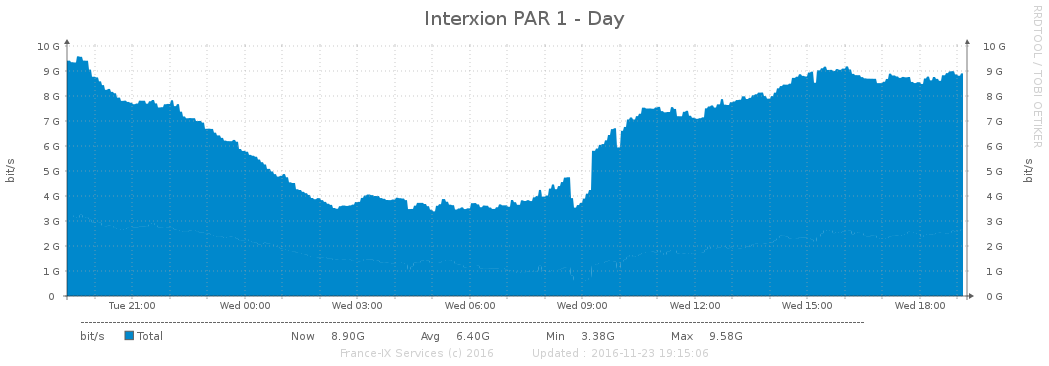 Interxion PAR 1 - Day
RRDTOOL / TOBI OETIKER
bit/s
10 G
9 G
8 G
7 G
6 G
5 G
4 G
3 G
2 G
1 G
0
10 G
9 G
8 G
7 G
6 G
5 G
4 G
3 G
2 G
1 G
0 G
bit/s
Tue 21:00 Wed 00:00 Wed 03:00 Wed 06:00 Wed 09:00 Wed 12:00 Wed 15:00 Wed 18:00
bit/s Total Now 8.90G Avg 6.40G Min 3.38G Max 9.58G
France-IX Services (c) 2016 Updated : 2016-11-23 19:15:06